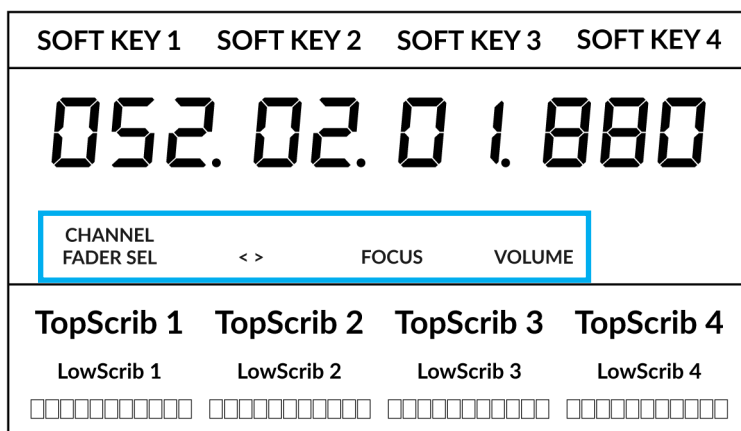 SOFT KEY 1 SOFT KEY 2 SOFT KEY 3 SOFT KEY 4
052. 02. 01. 880
CHANNEL
FADER SEL < > FOCUS VOLUME
TopScrib 1 TopScrib 2 TopScrib 3 TopScrib 4
LowScrib 1 LowScrib 2 LowScrib 3 LowScrib 4